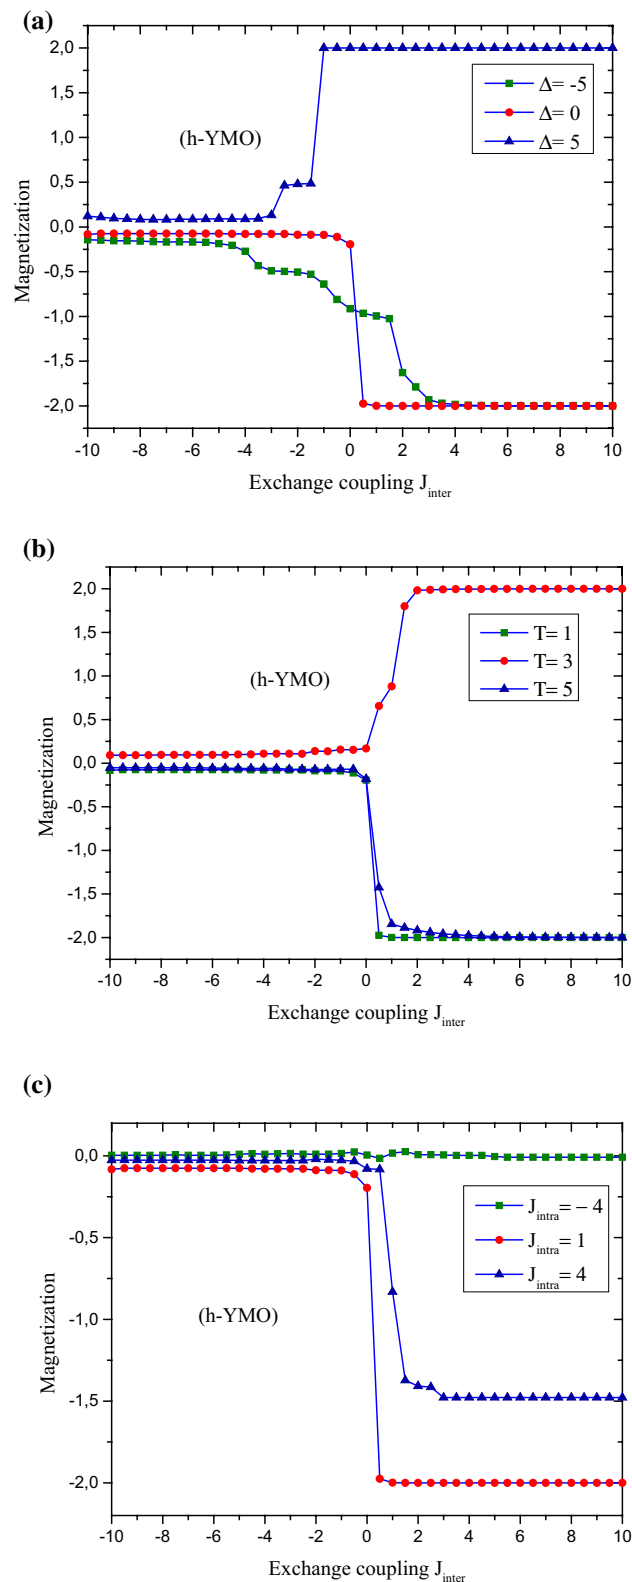 (a)
2,0
1,5
1,0
0,5
0,0
-0,5
-1,0
-1,5
-2,0
Magnetization
(h-YMO)
Δ= -5
Δ= 0
Δ= 5
-10 -8 -6 -4 -2 0 2 4 6 8 10
Exchange coupling J_inter
(b)
2,0
1,5
1,0
0,5
0,0
-0,5
-1,0
-1,5
-2,0
Magnetization
(h-YMO)
T= 1
T= 3
T= 5
-10 -8 -6 -4 -2 0 2 4 6 8 10
Exchange coupling J_inter
(c)
0,0
-0,5
-1,0
-1,5
-2,0
Magnetization
(h-YMO)
J_intra= − 4
J_intra= 1
J_intra= 4
-10 -8 -6 -4 -2 0 2 4 6 8 10
Exchange coupling J_inter